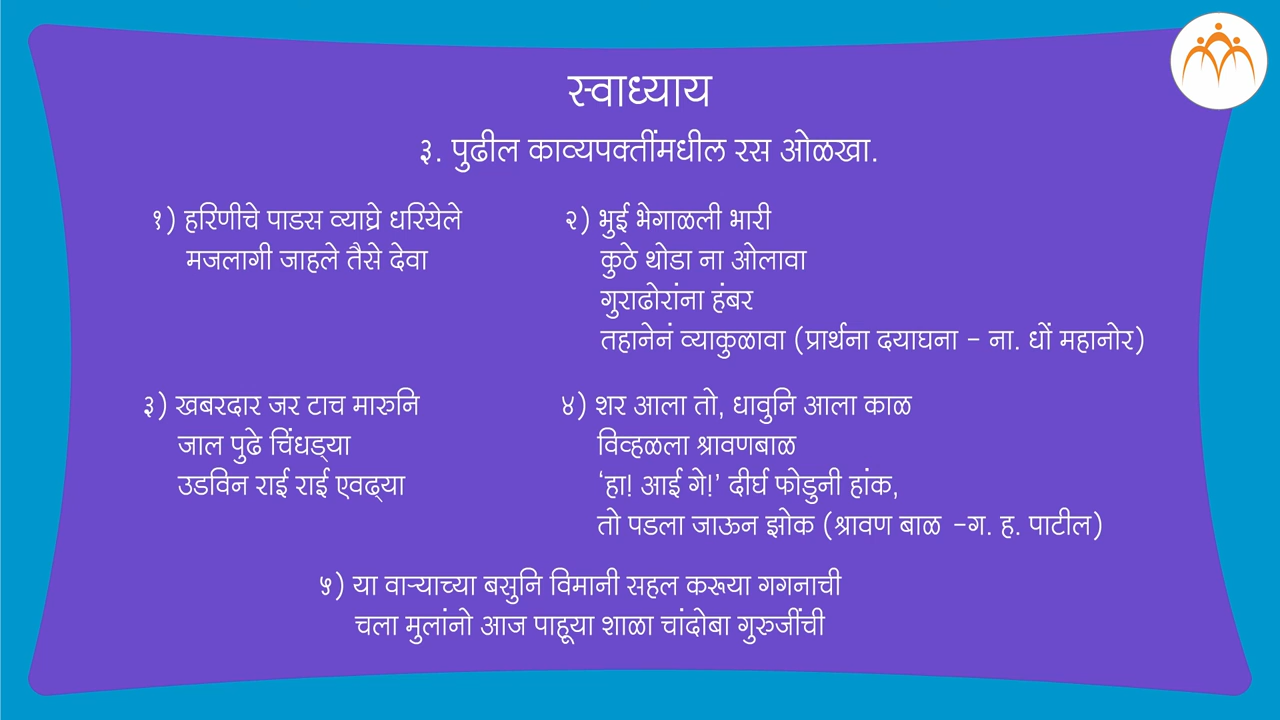 स्वाध्याय
३. पुढील काव्यपक्तींमधील रस ओळखा.
१) हरिणीचे पाडस व्याघ्रे धरियेले
मजलागी जाहले तैसे देवा
२) भुई भेगाळली भारी
कुठे थोडा ना ओलावा
गुराढोरांना हंबर
तहानेनं व्याकुळावा (प्रार्थना दयाघना - ना. धों महानोर)
३) खबरदार जर टाच मारुनि
जाल पुढे चिंधड्या
उडविन राई राई एवढ्या
४) शर आला तो, धावुनि आला काळ
विव्हळला श्रावणबाळ
‘हा! आई गे!’ दीर्घ फोडुनी हांक,
तो पडला जाऊन झोक (श्रावण बाळ -ग. ह. पाटील)
५) या वाऱ्याच्या बसुनि विमानी सहल करूया गगनाची
चला मुलांनो आज पाहूया शाळा चांदोबा गुरुजींची